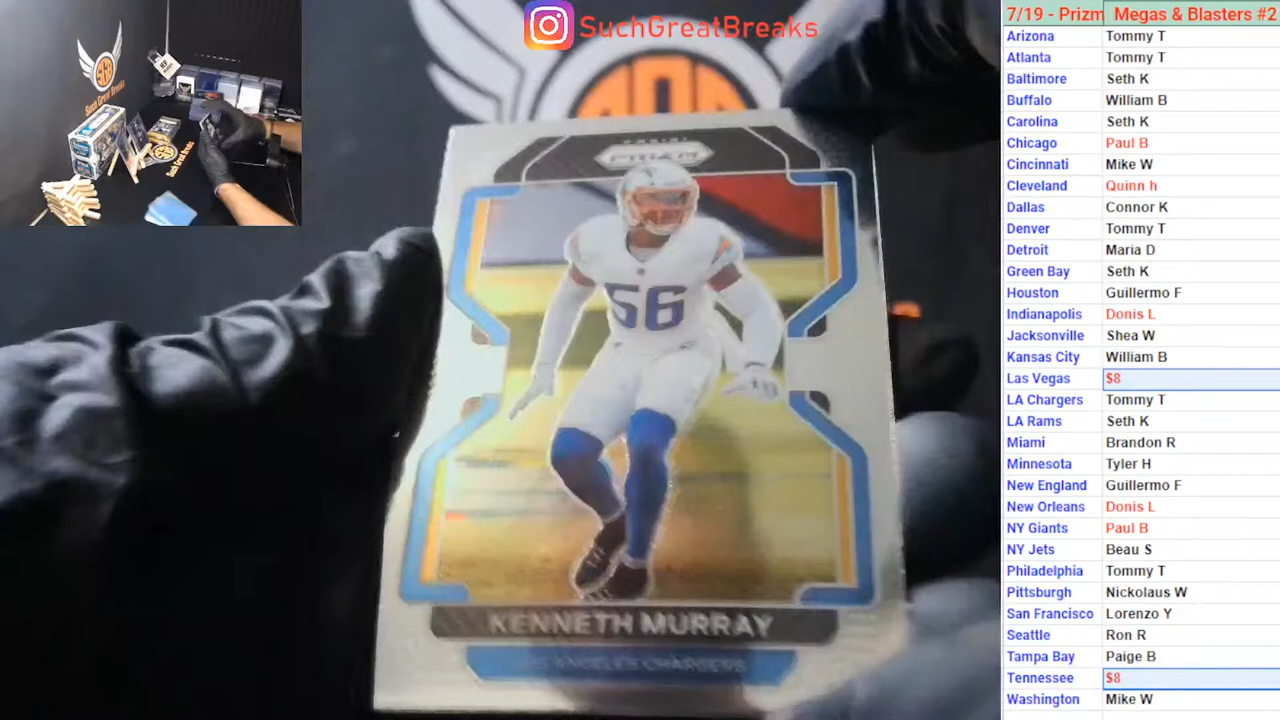 SuchGreatBreaks
7/19 - Prizm Megas & Blasters #2
Arizona Tommy T
Atlanta Tommy T
Baltimore Seth K
Buffalo William B
Carolina Seth K
Chicago Paul B
Cincinnati Mike W
Cleveland Quinn h
Dallas Connor K
Denver Tommy T
Detroit Maria D
Green Bay Seth K
Houston Guillermo F
Indianapolis Donis L
Jacksonville Shea W
Kansas City William B
Las Vegas $8
LA Chargers Tommy T
LA Rams Seth K
Miami Brandon R
Minnesota Tyler H
New England Guillermo F
New Orleans Donis L
NY Giants Paul B
NY Jets Beau S
Philadelphia Tommy T
Pittsburgh Nickolaus W
San Francisco Lorenzo Y
Seattle Ron R
Tampa Bay Paige B
Tennessee $8
Washington Mike W
Such Great Breaks
PANINI
PRIZM
56
KENNETH MURRAY
LOS ANGELES CHARGERS